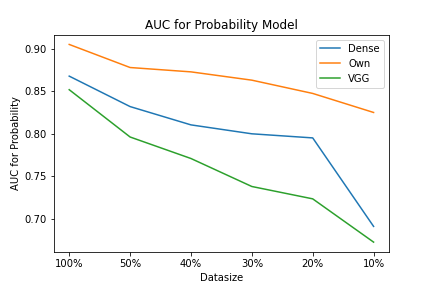 AUC for Probability Model
Dense
Own
VGG
AUC for Probability
0.90
0.85
0.80
0.75
0.70
100% 50% 40% 30% 20% 10%
Datasize